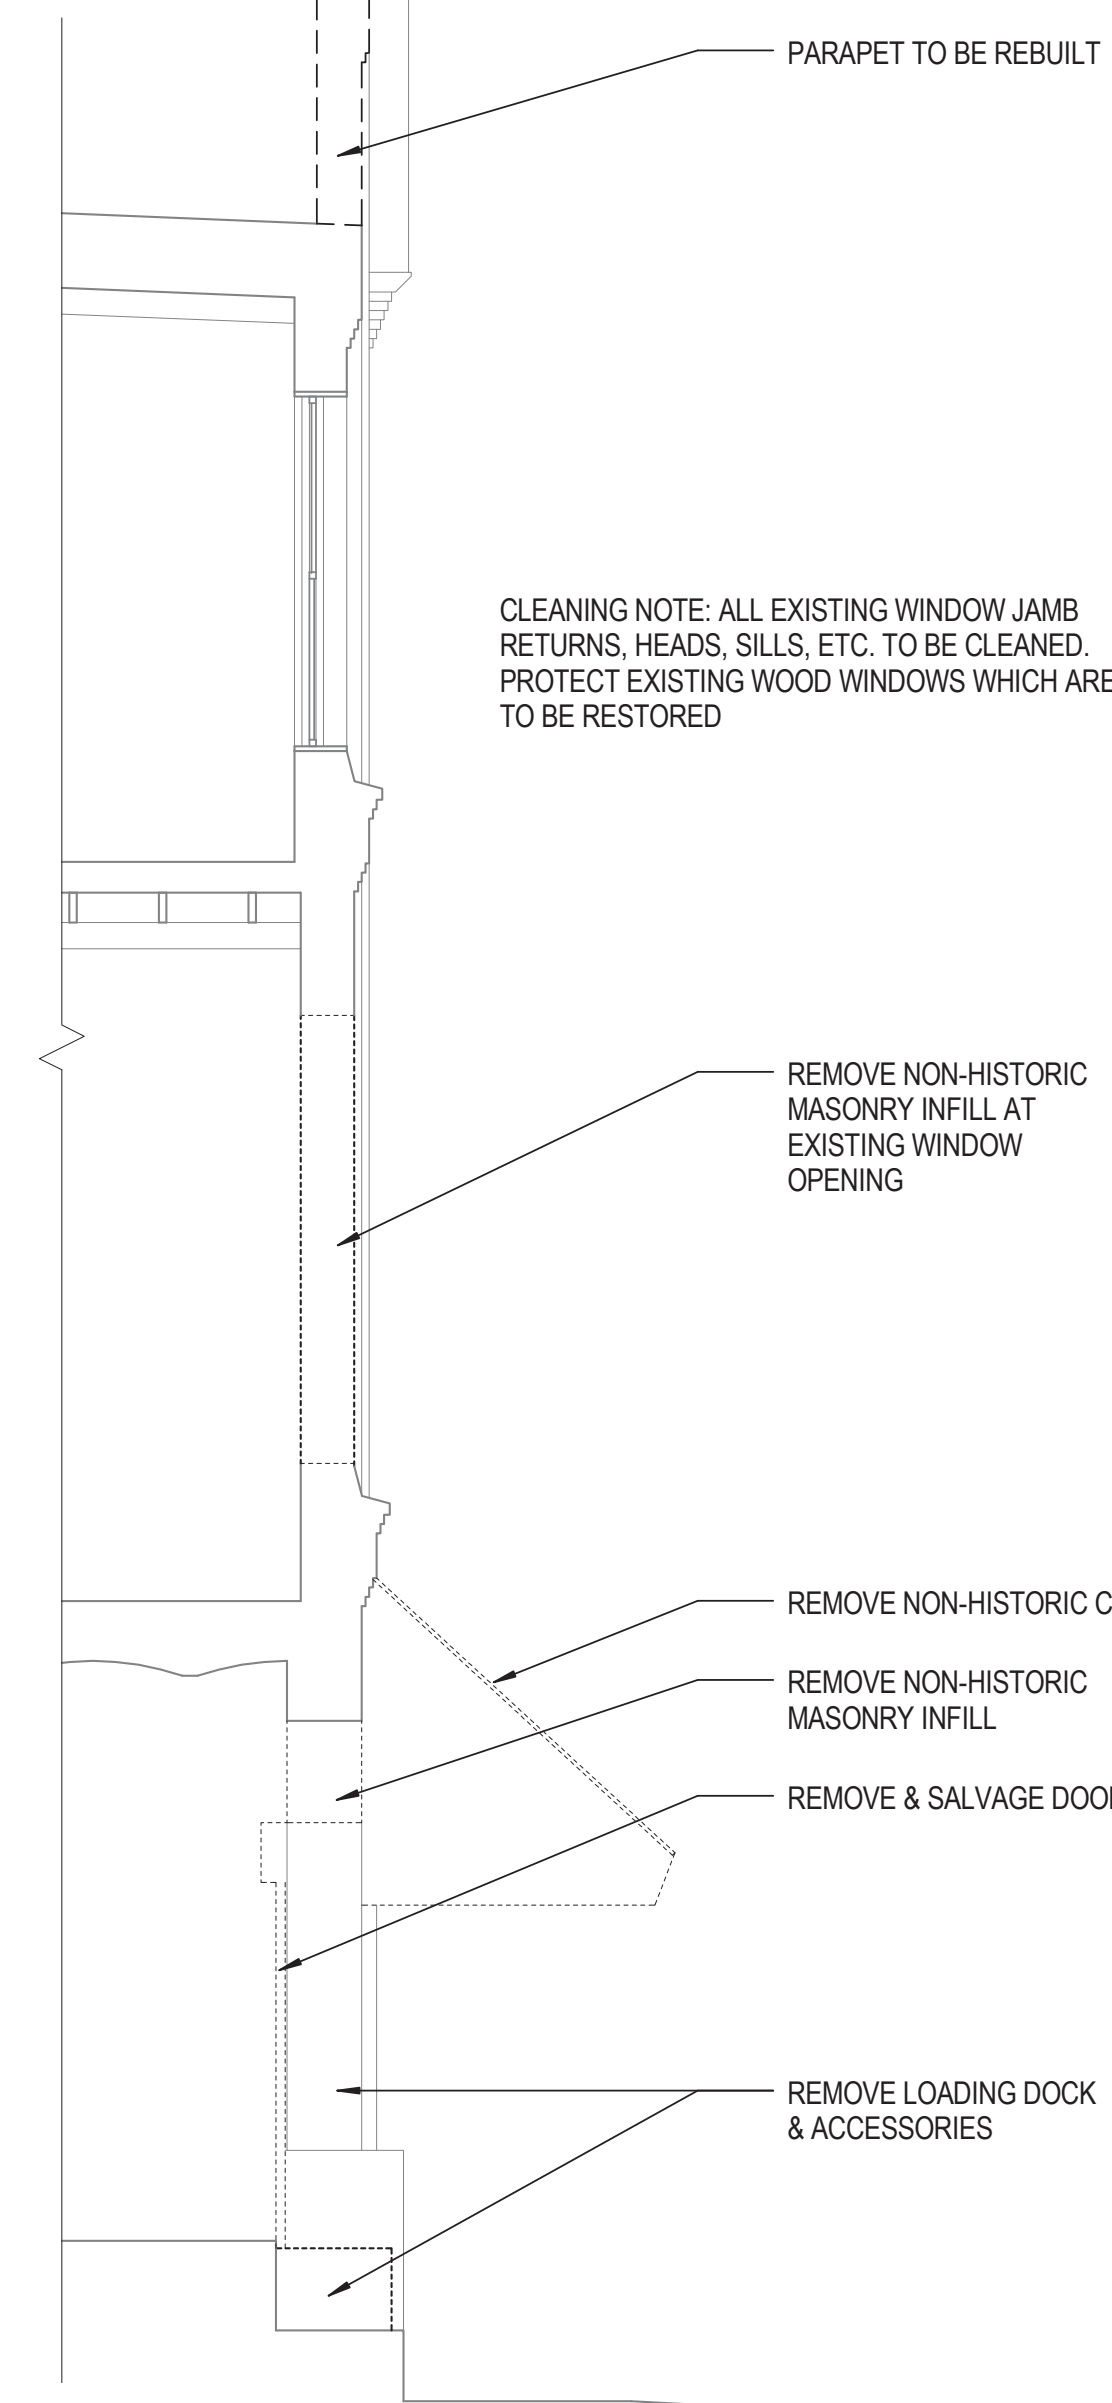 PARAPET TO BE REBUILT
CLEANING NOTE: ALL EXISTING WINDOW JAMB
RETURNS, HEADS, SILLS, ETC. TO BE CLEANED.
PROTECT EXISTING WOOD WINDOWS WHICH ARE
TO BE RESTORED
REMOVE NON-HISTORIC
MASONRY INFILL AT
EXISTING WINDOW
OPENING
REMOVE NON-HISTORIC
REMOVE NON-HISTORIC
MASONRY INFILL
REMOVE & SALVAGE
REMOVE LOADING DOCK
& ACCESSORIES